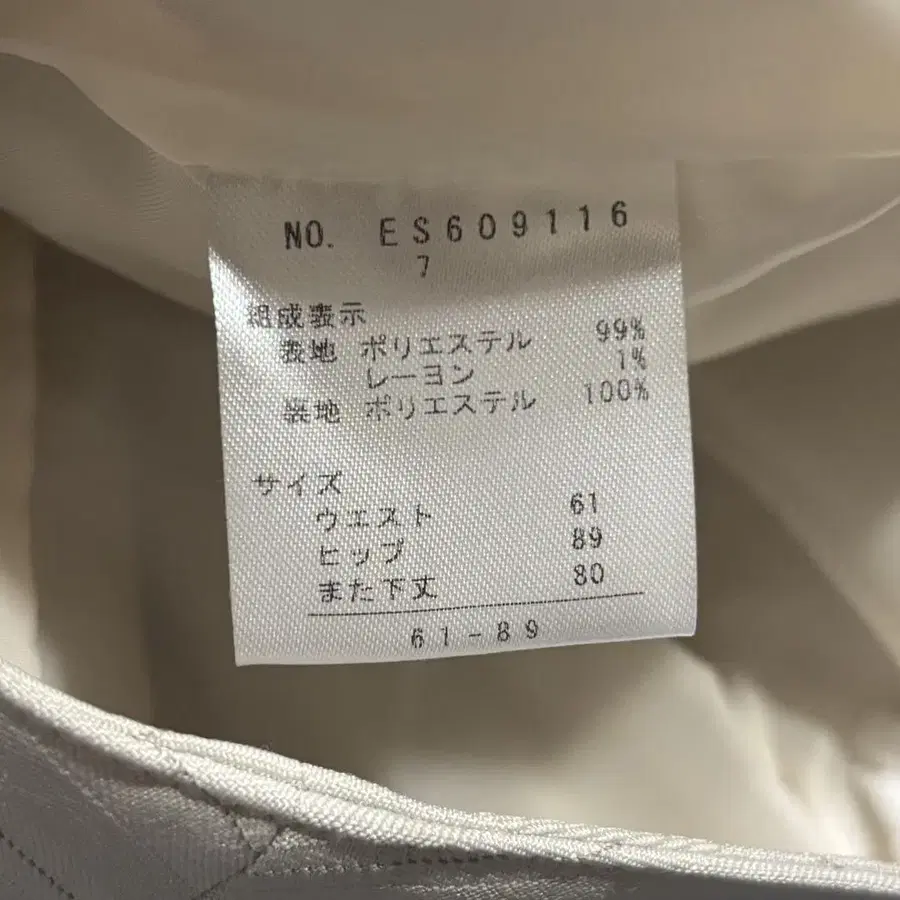 NO. ES609116
7
組成表示
表地 ポリエステル 99%
レーヨン 1%
裏地 ポリエステル 100%
サイズ
ウエスト 61
ヒップ 89
また下丈 80
61-89